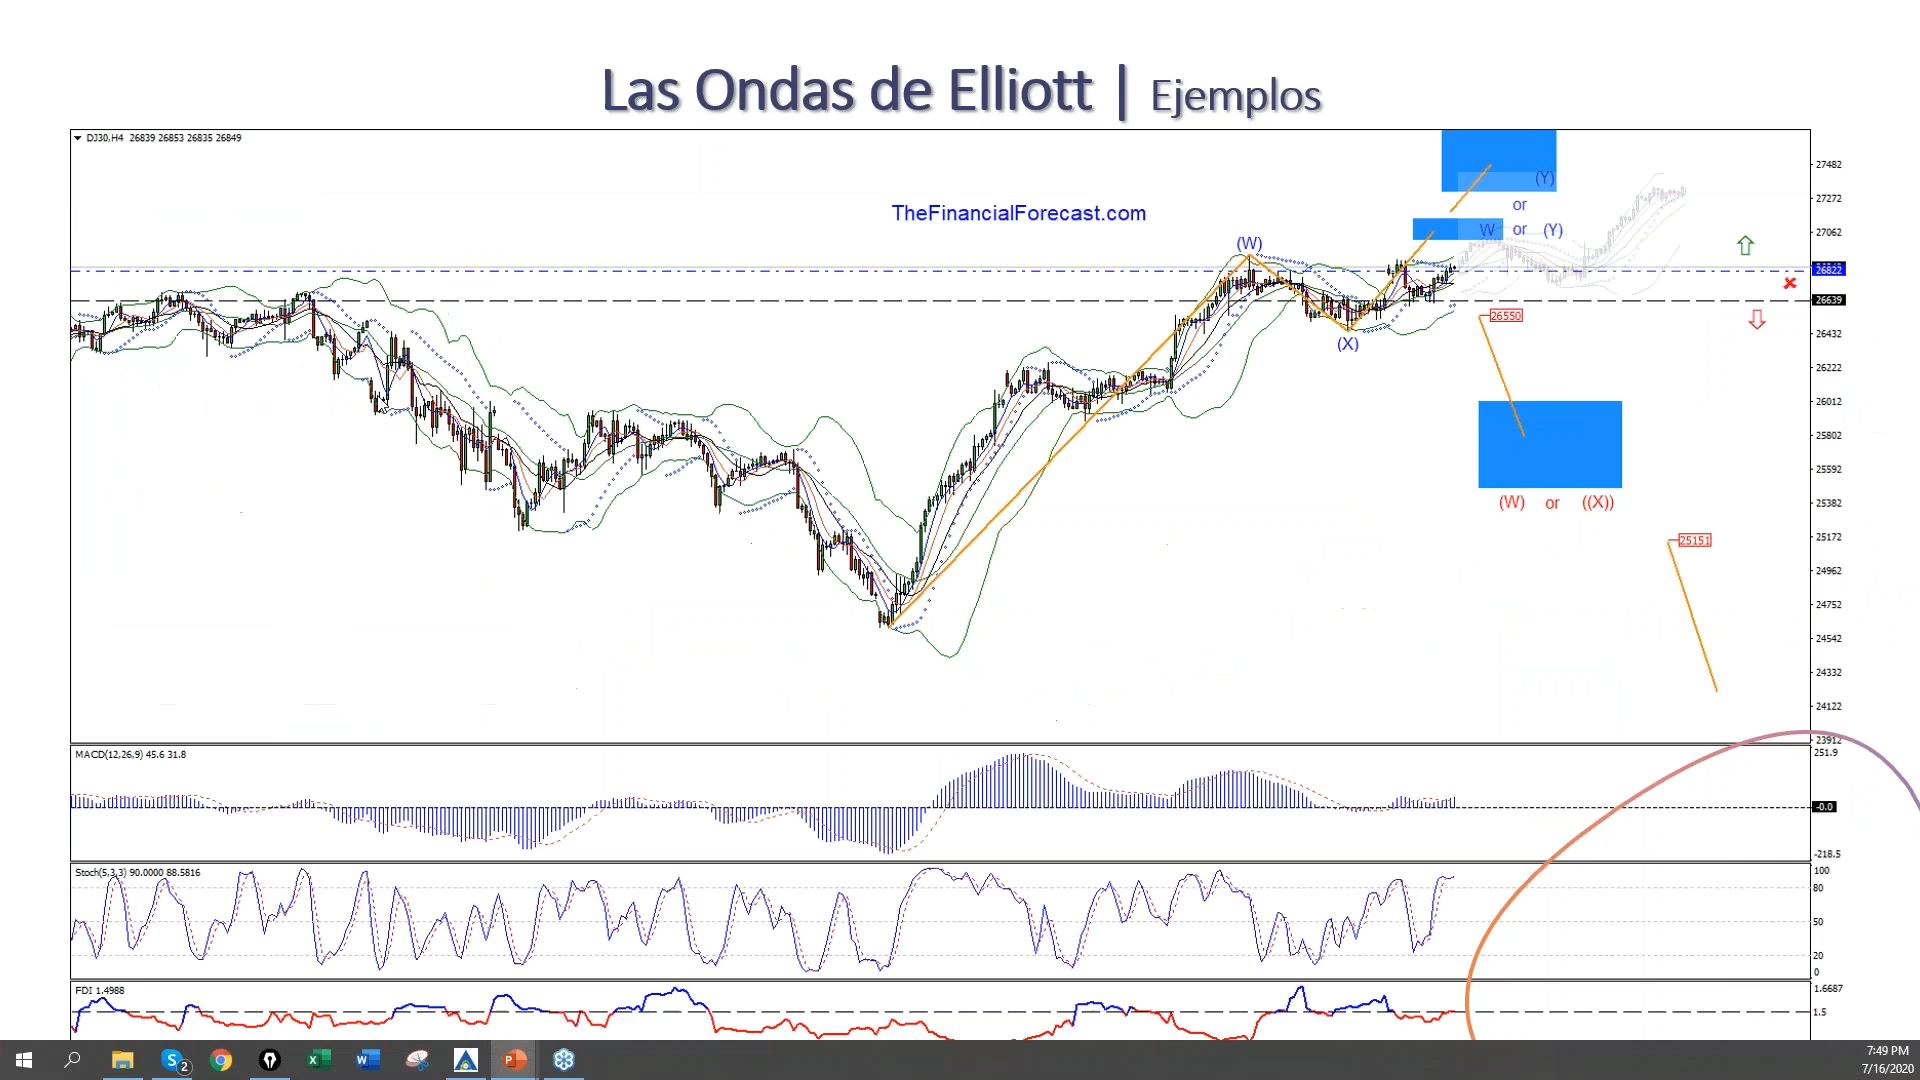 Las Ondas de Elliott | Ejemplos
DJ30,H4 26839 26853 26835 26849
TheFinancialForecast.com
(Y)
or
W or (Y)
(W)
(X)
26550
(W) or ((X))
25151
27482
27272
27062
26822
26639
26432
26222
26012
25802
25592
25382
25172
24962
24752
24542
24332
24122
23912
MACD(12,26,9) 45.6 31.8
251.9
-0.0
-218.5
Stoch(5,3,3) 90.0000 88.5816
100
80
50
20
0
FDI 1.4988
1.6687
1.5
2
7:49 PM
7/16/2020